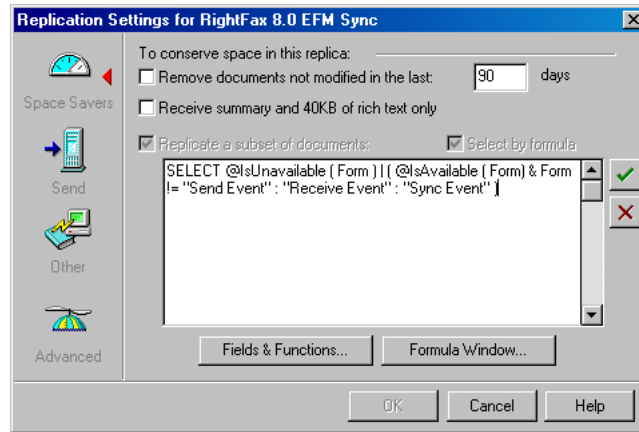 Replication Settings for RightFax 8.0 EFM Sync
To conserve space in this replica:
Remove documents not modified in the last: 90 days
Space Savers
Receive summary and 40KB of rich text only
Replicate a subset of documents: Select by formula
SELECT @IsUnavailable ( Form ) | ( @IsAvailable ( Form) & Form
!= "Send Event" : "Receive Event" : "Sync Event" )
Send
Other
Advanced
Fields & Functions... Formula Window...
OK Cancel Help